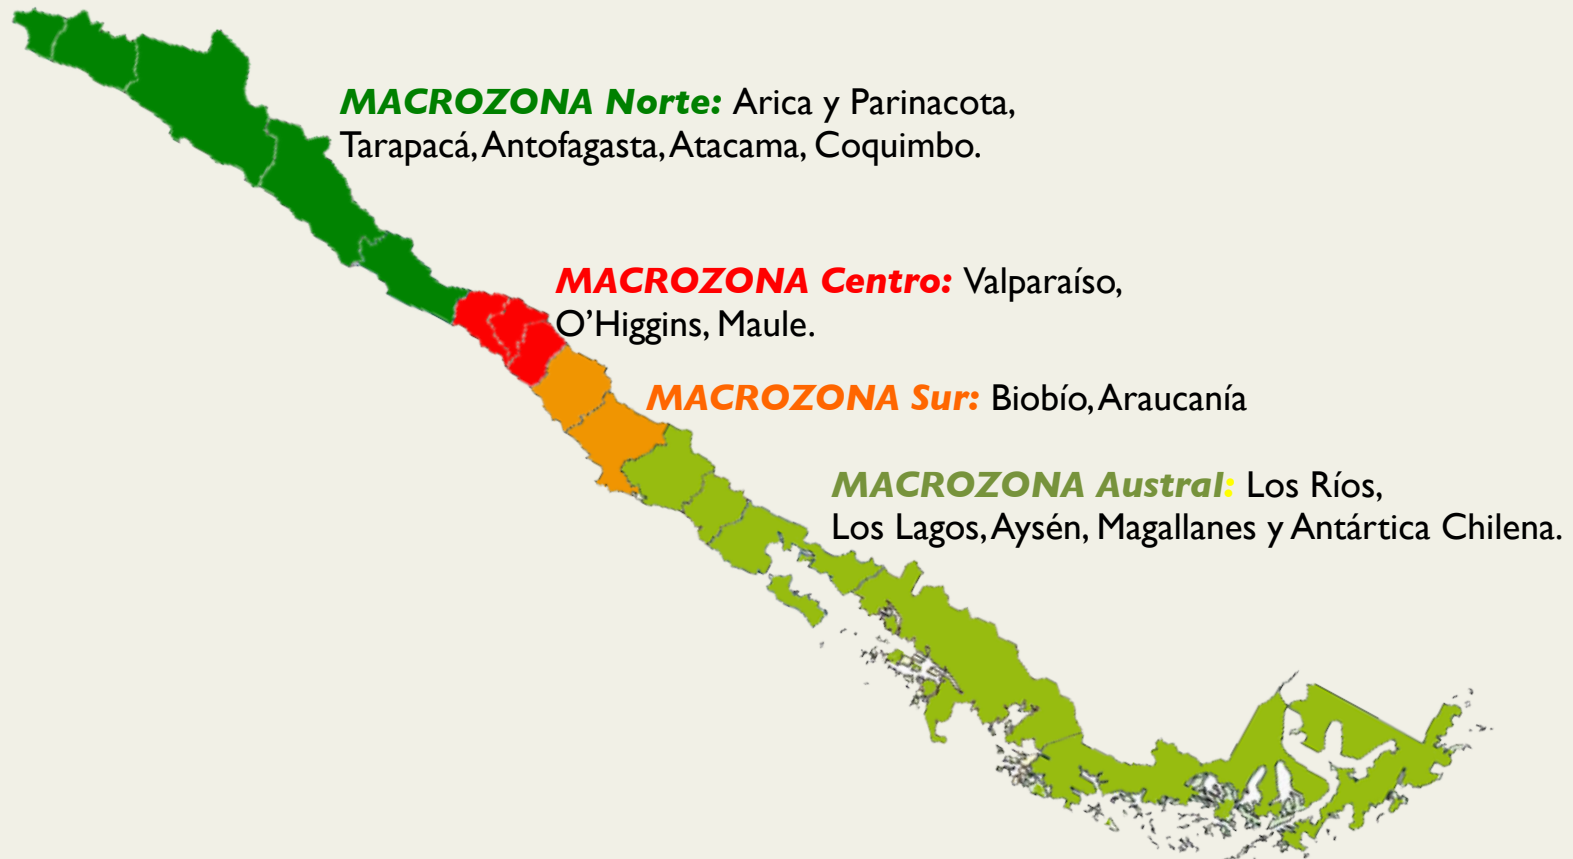 MACROZONA Norte: Arica y Parinacota,
Tarapacá, Antofagasta, Atacama, Coquimbo.
MACROZONA Centro: Valparaíso,
O’Higgins, Maule.
MACROZONA Sur: Biobío, Araucanía
MACROZONA Austral: Los Ríos,
Los Lagos, Aysén, Magallanes y Antártica Chilena.